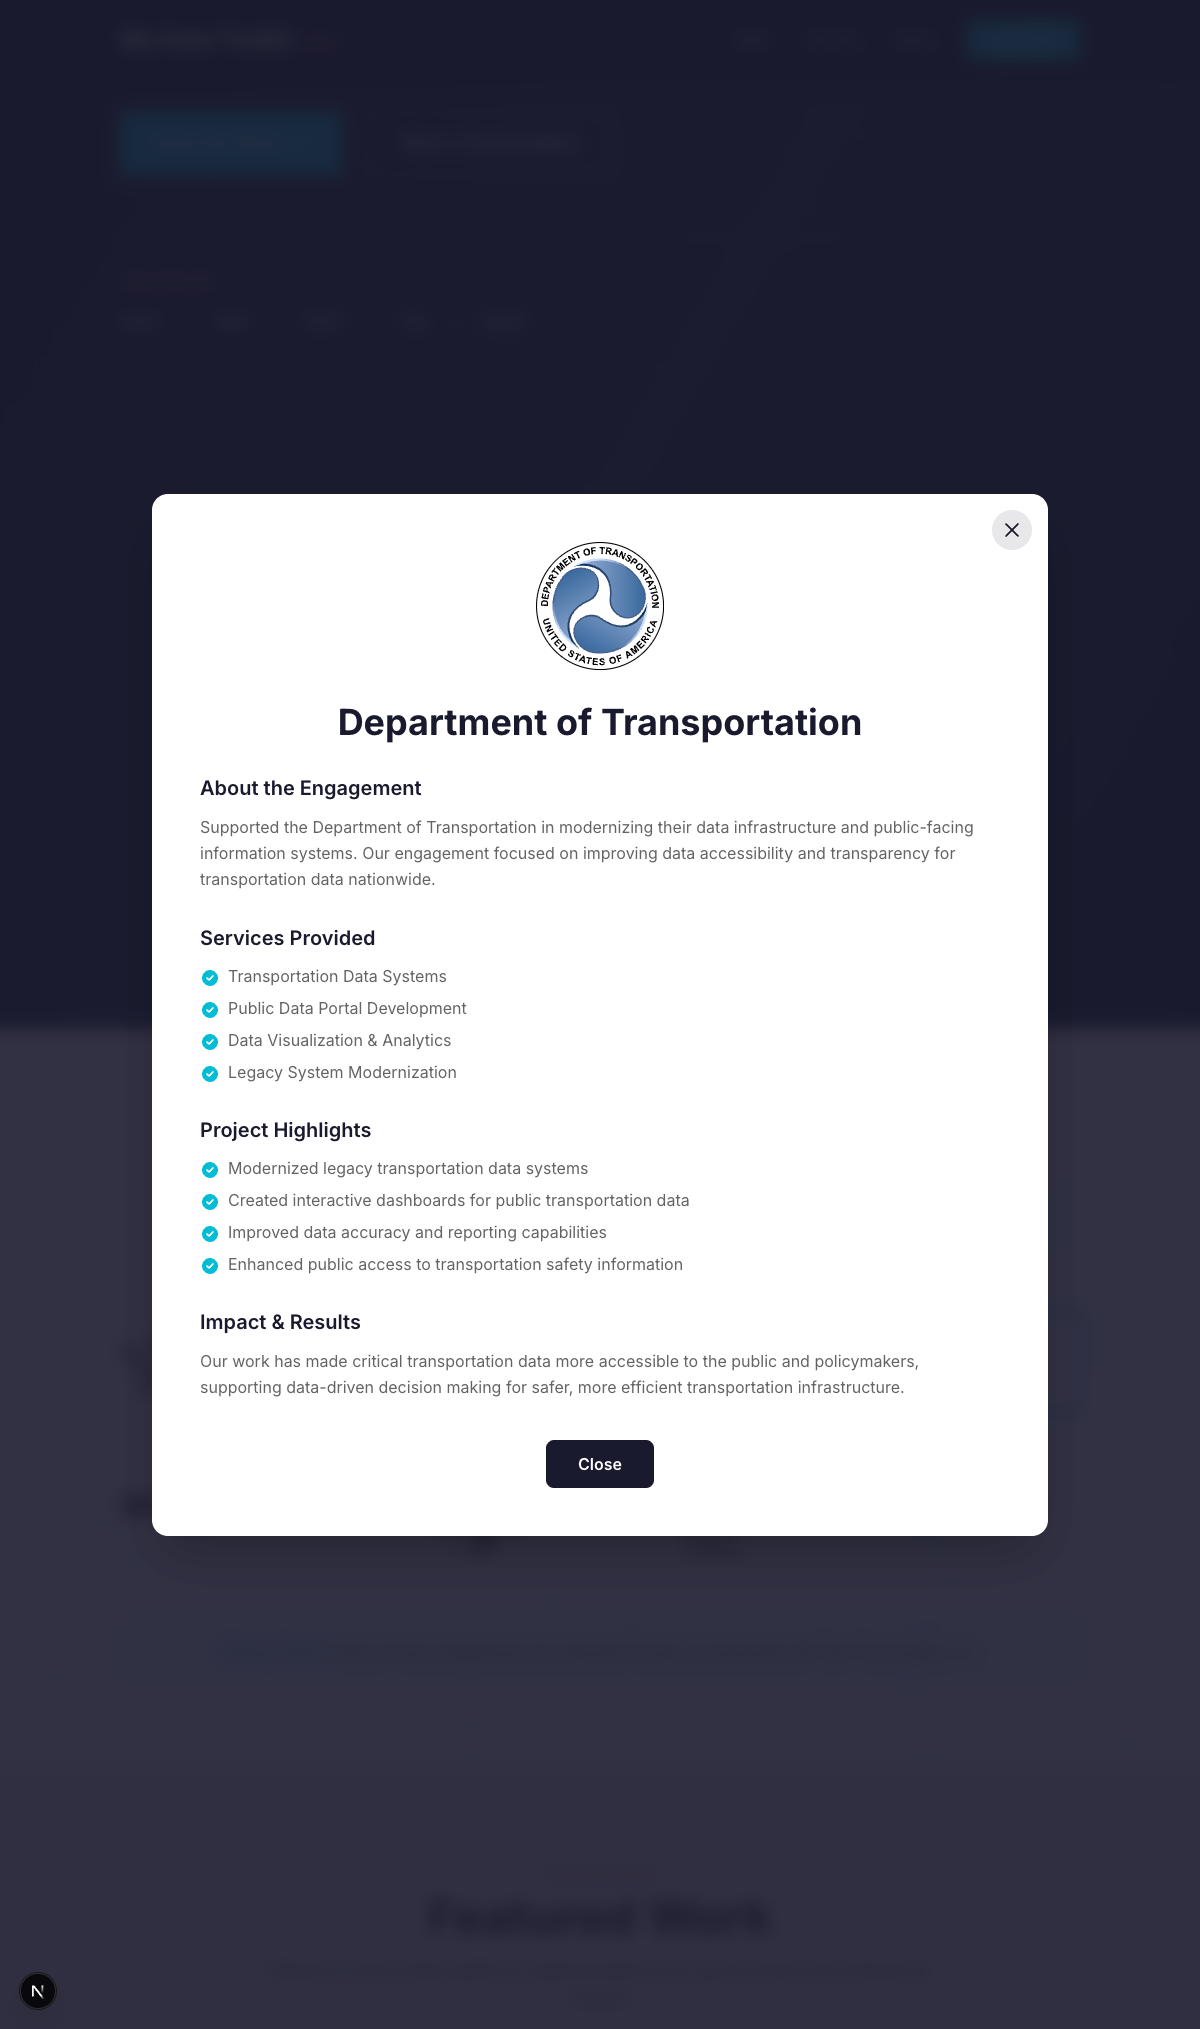 DEPARTMENT OF TRANSPORTATION
UNITED STATES OF AMERICA
Department of Transportation
About the Engagement
Supported the Department of Transportation in modernizing their data infrastructure and public-facing
information systems. Our engagement focused on improving data accessibility and transparency for
transportation data nationwide.
Services Provided
Transportation Data Systems
Public Data Portal Development
Data Visualization & Analytics
Legacy System Modernization
Project Highlights
Modernized legacy transportation data systems
Created interactive dashboards for public transportation data
Improved data accuracy and reporting capabilities
Enhanced public access to transportation safety information
Impact & Results
Our work has made critical transportation data more accessible to the public and policymakers,
supporting data-driven decision making for safer, more efficient transportation infrastructure.
Close
Featured Work
N